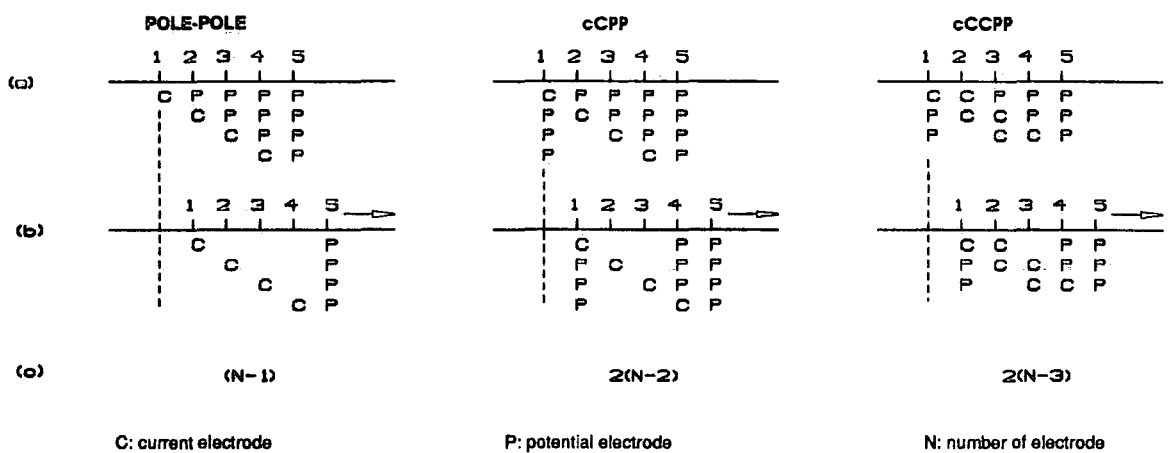 POLE-POLE cCPP cCCPP
1 2 3 4 5 1 2 3 4 5 1 2 3 4 5
(a)
C P P P P C P P P P C C P P P
C P P P P C P P P P C C P P
C P P P C P P P C C P
C P P C P
1 2 3 4 5 1 2 3 4 5 1 2 3 4 5
(b)
C P C P P C C P P
C P P C P P P C C P P
C P P C P P P C C P
C P P C P
(c) (N-1) 2(N-2) 2(N-3)
C: current electrode P: potential electrode N: number of electrode